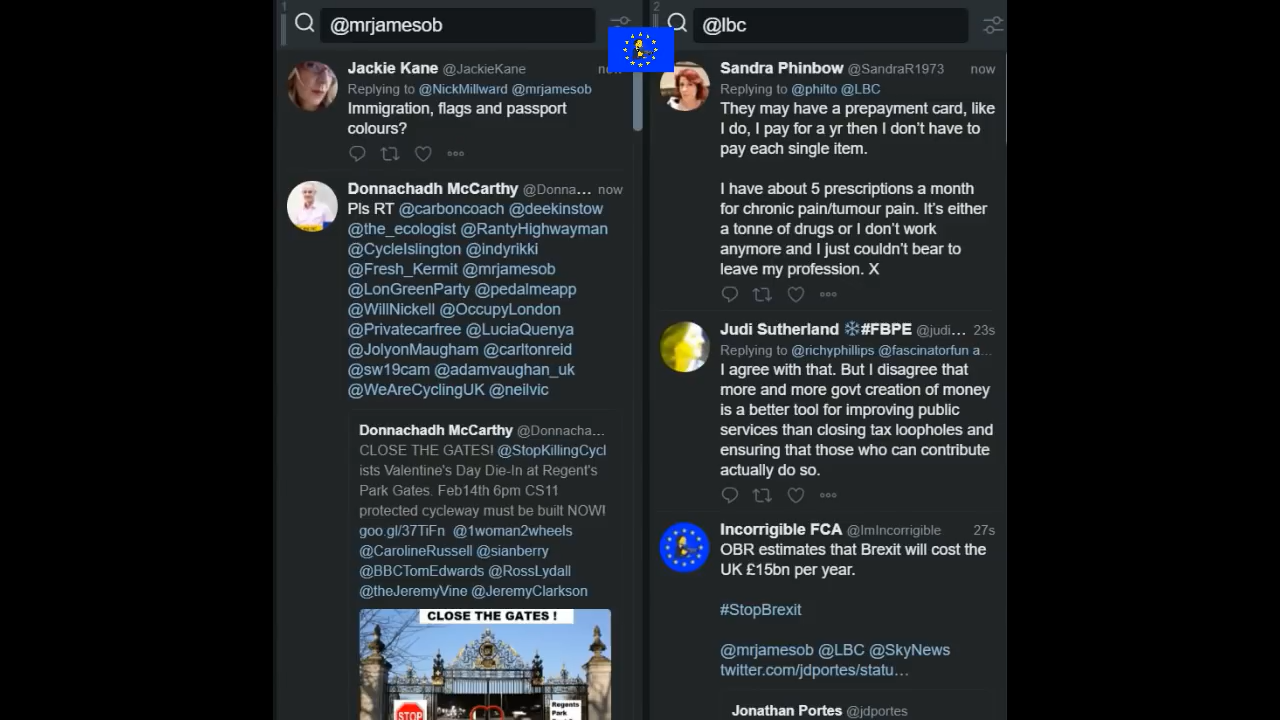 1
@mrjamesob
Jackie Kane @JackieKane
Replying to @NickMillward @mrjamesob
Immigration, flags and passport
colours?
Donnachadh McCarthy @Donna… now
Pls RT @carboncoach @deekinstow
@the_ecologist @RantyHighwayman
@CycleIslington @indyrikki
@Fresh_Kermit @mrjamesob
@LonGreenParty @pedalmeapp
@WillNickell @OccupyLondon
@Privatecarfree @LuciaQuenya
@JolyonMaugham @carltonreid
@sw19cam @adamvaughan_uk
@WeAreCyclingUK @neilvic
Donnachadh McCarthy @Donnacha…
CLOSE THE GATES! @StopKillingCycl
ists Valentine's Day Die-In at Regent's
Park Gates. Feb14th 6pm CS11
protected cycleway must be built NOW!
goo.gl/37TiFn @1woman2wheels
@CarolineRussell @sianberry
@BBCTomEdwards @RossLydall
@theJeremyVine @JeremyClarkson
CLOSE THE GATES !
STOP
Regents
Park
2
@lbc
Sandra Phinbow @SandraR1973 now
Replying to @philto @LBC
They may have a prepayment card, like
I do, I pay for a yr then I don’t have to
pay each single item.
I have about 5 prescriptions a month
for chronic pain/tumour pain. It’s either
a tonne of drugs or I don’t work
anymore and I just couldn’t bear to
leave my profession. X
Judi Sutherland ❄#FBPE @judi… 23s
Replying to @richyphillips @fascinatorfun a…
I agree with that. But I disagree that
more and more govt creation of money
is a better tool for improving public
services than closing tax loopholes and
ensuring that those who can contribute
actually do so.
Incorrigible FCA @ImIncorrigible 27s
OBR estimates that Brexit will cost the
UK £15bn per year.
#StopBrexit
@mrjamesob @LBC @SkyNews
twitter.com/jdportes/statu…
Jonathan Portes @jdportes